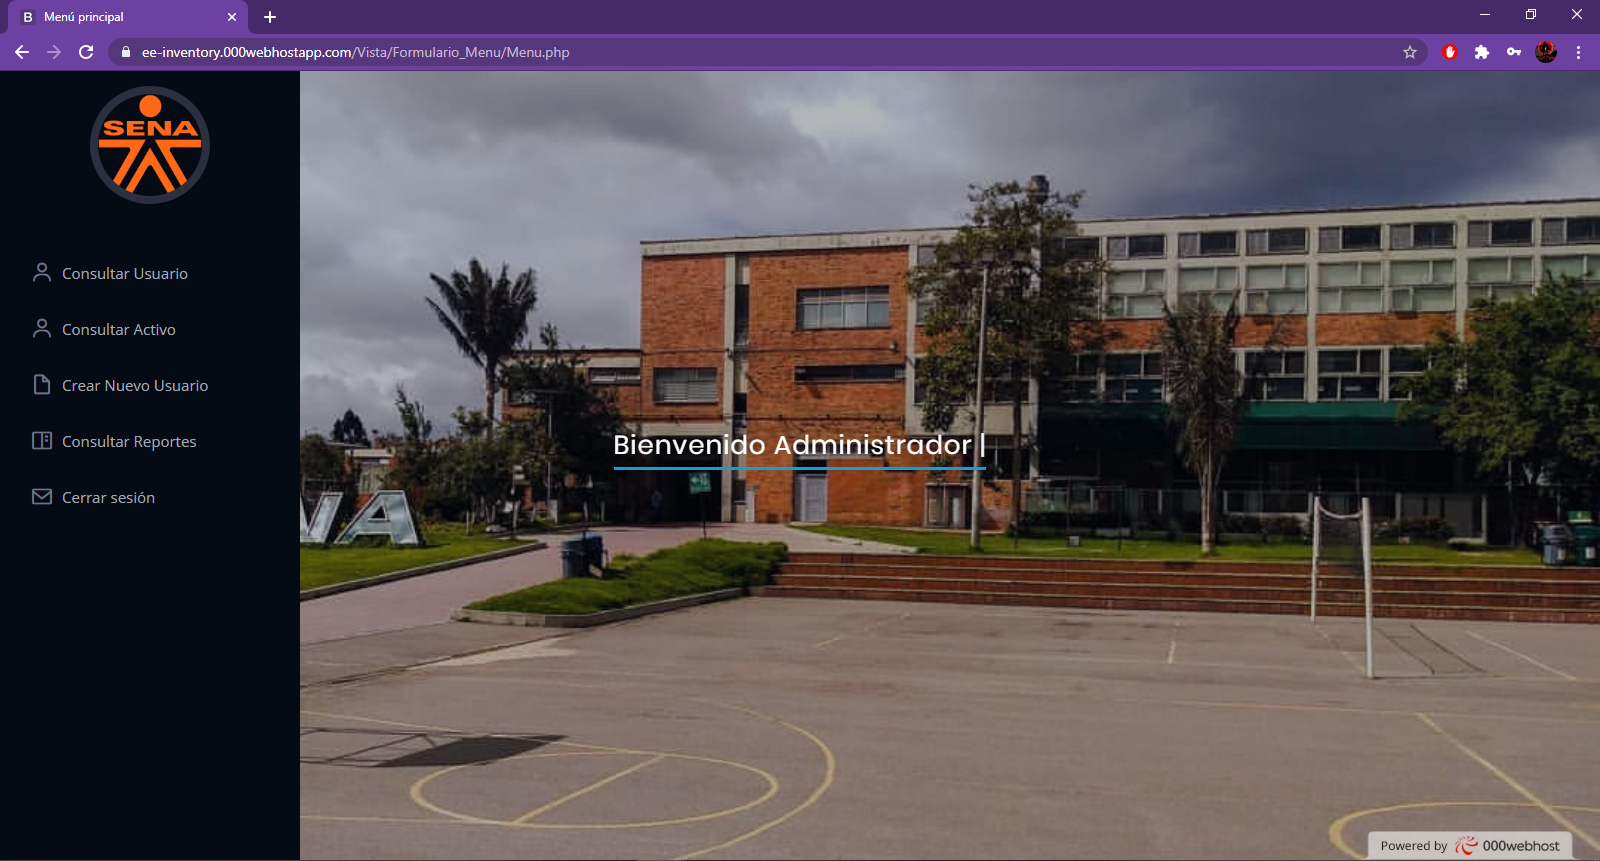 B Menú principal
ee-inventory.000webhostapp.com/Vista/Formulario_Menu/Menu.php
SENA
Consultar Usuario
Consultar Activo
Crear Nuevo Usuario
Consultar Reportes
Cerrar sesión
Bienvenido Administrador |
VA
Powered by 000webhost